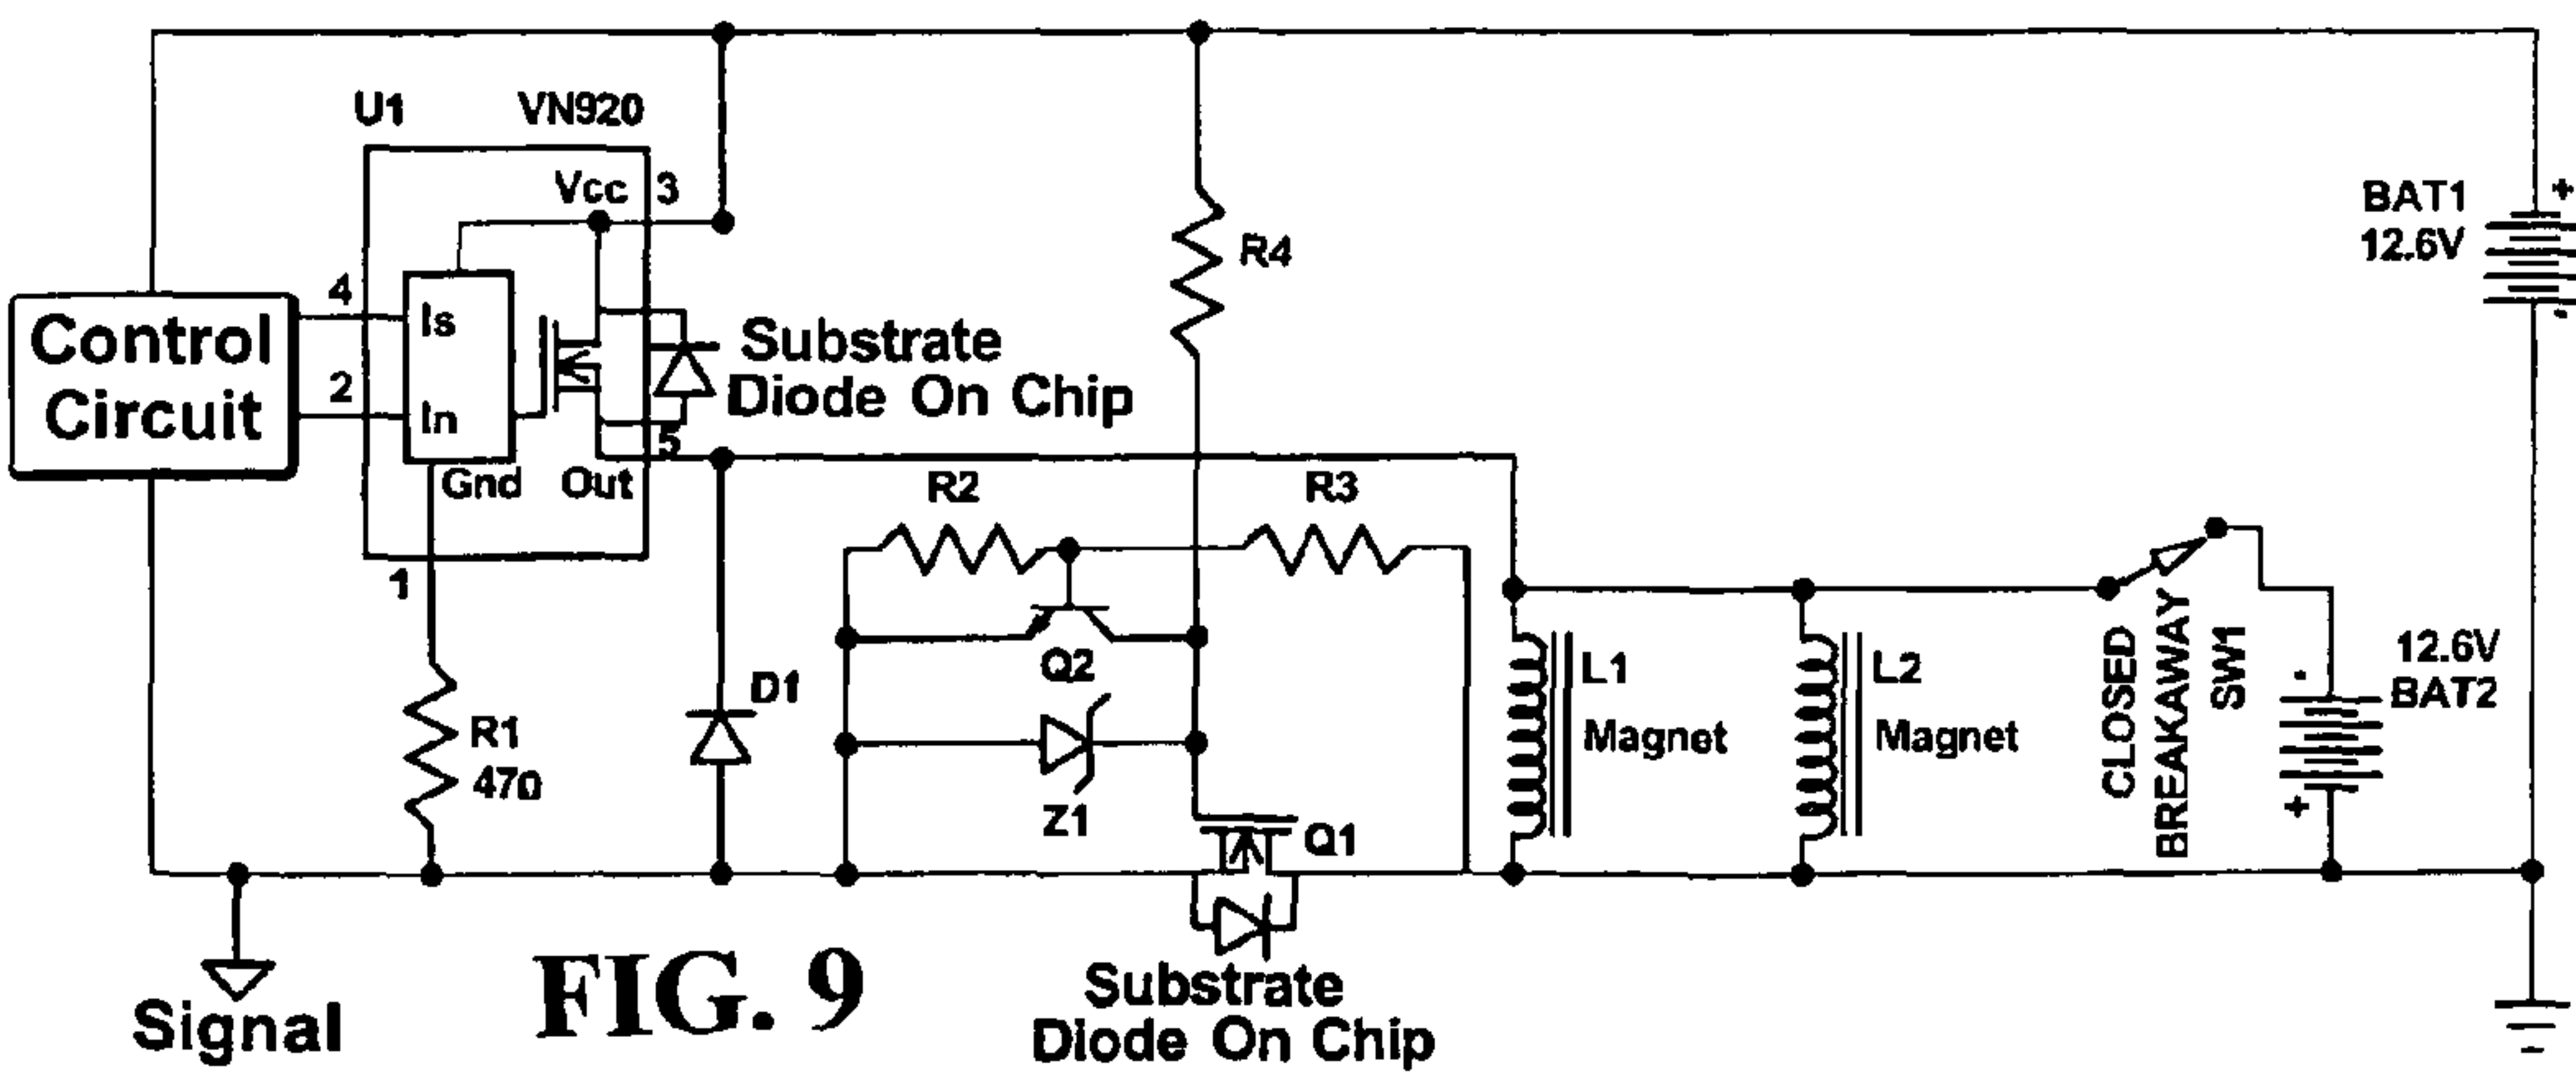 U1 VN920
Vcc 3
4
Is
2
In
Control
Circuit
Substrate
Diode On Chip
5
Gnd Out
1
R1
470
D1
R2
R3
R4
Q2
Z1
Q1
Substrate
Diode On Chip
L1
Magnet
L2
Magnet
CLOSED
BREAKAWAY
SW1
BAT1
12.6V
+
-
12.6V
BAT2
-
+
Signal
FIG. 9